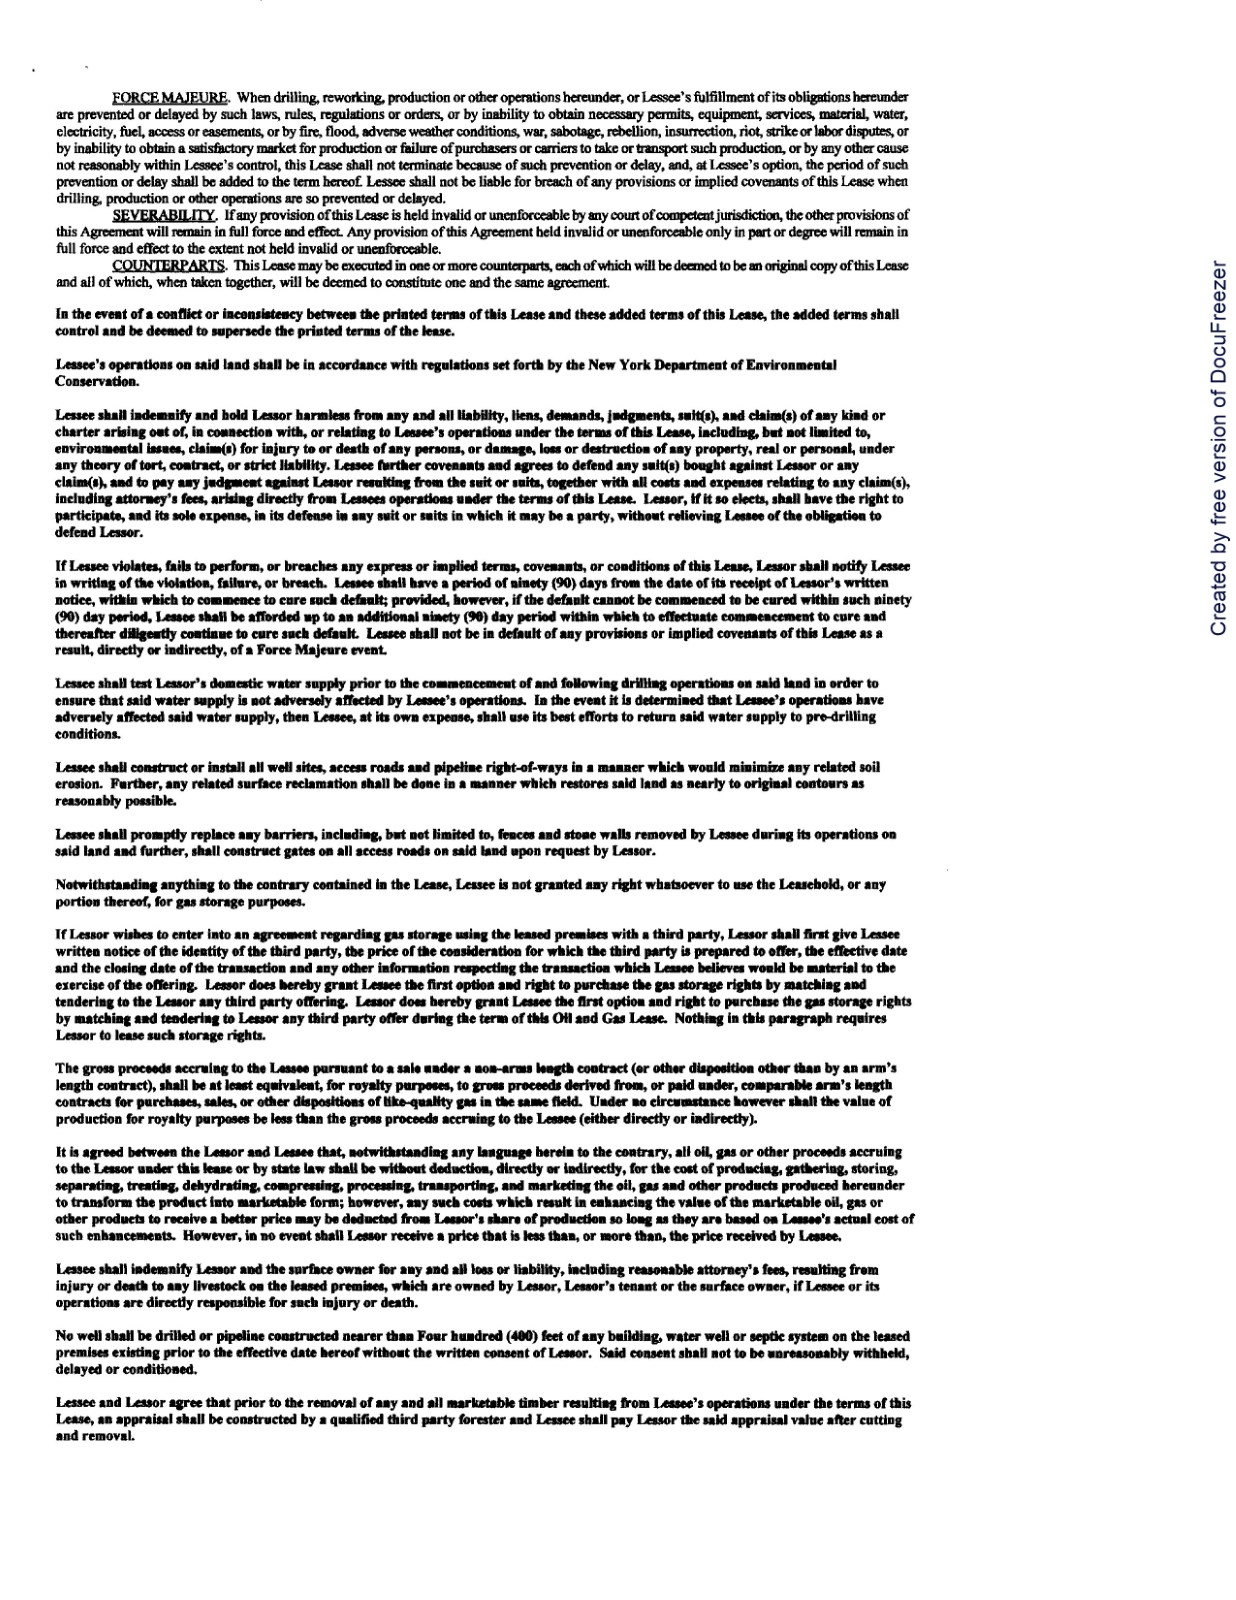 FORCE MAJEURE. When drilling, reworking, production or other operations hereunder, or Lessee's fulfillment of its obligations hereunder
are prevented or delayed by such laws, rules, regulations or orders, or by inability to obtain necessary permits, equipment, services, material, water,
electricity, fuel, access or easements, or by fire, flood, adverse weather conditions, war, sabotage, rebellion, insurrection, riot, strike or labor disputes, or
by inability to obtain a satisfactory market for production or failure of purchasers or carriers to take or transport such production, or by any other cause
not reasonably within Lessee's control, this Lease shall not terminate because of such prevention or delay, and, at Lessee's option, the period of such
prevention or delay shall be added to the term hereof. Lessee shall not be liable for breach of any provisions or implied covenants of this Lease when
drilling, production or other operations are so prevented or delayed.
SEVERABILITY. If any provision of this Lease is held invalid or unenforceable by any court of competent jurisdiction, the other provisions of
this Agreement will remain in full force and effect. Any provision of this Agreement held invalid or unenforceable only in part or degree will remain in
full force and effect to the extent not held invalid or unenforceable.
COUNTERPARTS. This Lease may be executed in one or more counterparts, each of which will be deemed to be an original copy of this Lease
and all of which, when taken together, will be deemed to constitute one and the same agreement.
In the event of a conflict or inconsistency between the printed terms of this Lease and these added terms of this Lease, the added terms shall
control and be deemed to supersede the printed terms of the lease.
Lessee's operations on said land shall be in accordance with regulations set forth by the New York Department of Environmental
Conservation.
Lessee shall indemnify and hold Lessor harmless from any and all liability, liens, demands, judgments, suit(s), and claim(s) of any kind or
charter arising out of, in connection with, or relating to Lessee's operations under the terms of this Lease, including, but not limited to,
environmental issues, claim(s) for injury to or death of any persons, or damage, loss or destruction of any property, real or personal, under
any theory of tort, contract, or strict liability. Lessee further covenants and agrees to defend any suit(s) bought against Lessor or any
claim(s), and to pay any judgment against Lessor resulting from the suit or suits, together with all costs and expenses relating to any claim(s),
including attorney's fees, arising directly from Lessees operations under the terms of this Lease. Lessor, if it so elects, shall have the right to
participate, and its sole expense, in its defense in any suit or suits in which it may be a party, without relieving Lessee of the obligation to
defend Lessor.
If Lessee violates, fails to perform, or breaches any express or implied terms, covenants, or conditions of this Lease, Lessor shall notify Lessee
in writing of the violation, failure, or breach. Lessee shall have a period of ninety (90) days from the date of its receipt of Lessor's written
notice, within which to commence to cure such default; provided, however, if the default cannot be commenced to be cured within such ninety
(90) day period, Lessee shall be afforded up to an additional ninety (90) day period within which to effectuate commencement to cure and
thereafter diligently continue to cure such default. Lessee shall not be in default of any provisions or implied covenants of this Lease as a
result, directly or indirectly, of a Force Majeure event.
Lessee shall test Lessor's domestic water supply prior to the commencement of and following drilling operations on said land in order to
ensure that said water supply is not adversely affected by Lessee's operations. In the event it is determined that Lessee's operations have
adversely affected said water supply, then Lessee, at its own expense, shall use its best efforts to return said water supply to pre-drilling
conditions.
Lessee shall construct or install all well sites, access roads and pipeline right-of-ways in a manner which would minimize any related soil
erosion. Further, any related surface reclamation shall be done in a manner which restores said land as nearly to original contours as
reasonably possible.
Lessee shall promptly replace any barriers, including, but not limited to, fences and stone walls removed by Lessee during its operations on
said land and further, shall construct gates on all access roads on said land upon request by Lessor.
Notwithstanding anything to the contrary contained in the Lease, Lessee is not granted any right whatsoever to use the Leasehold, or any
portion thereof, for gas storage purposes.
If Lessor wishes to enter into an agreement regarding gas storage using the leased premises with a third party, Lessor shall first give Lessee
written notice of the identity of the third party, the price of the consideration for which the third party is prepared to offer, the effective date
and the closing date of the transaction and any other information respecting the transaction which Lessee believes would be material to the
exercise of the offering. Lessor does hereby grant Lessee the first option and right to purchase the gas storage rights by matching and
tendering to the Lessor any third party offering. Lessor does hereby grant Lessee the first option and right to purchase the gas storage rights
by matching and tendering to Lessor any third party offer during the term of this Oil and Gas Lease. Nothing in this paragraph requires
Lessor to lease such storage rights.
The gross proceeds accruing to the Lessee pursuant to a sale under a non-arms length contract (or other disposition other than by an arm's
length contract), shall be at least equivalent, for royalty purposes, to gross proceeds derived from, or paid under, comparable arm's length
contracts for purchases, sales, or other dispositions of like-quality gas in the same field. Under no circumstance however shall the value of
production for royalty purposes be less than the gross proceeds accruing to the Lessee (either directly or indirectly).
It is agreed between the Lessor and Lessee that, notwithstanding any language herein to the contrary, all oil, gas or other proceeds accruing
to the Lessor under this lease or by state law shall be without deduction, directly or indirectly, for the cost of producing, gathering, storing,
separating, treating, dehydrating, compressing, processing, transporting, and marketing the oil, gas and other products produced hereunder
to transform the product into marketable form; however, any such costs which result in enhancing the value of the marketable oil, gas or
other products to receive a better price may be deducted from Lessor's share of production so long as they are based on Lessee's actual cost of
such enhancements. However, in no event shall Lessor receive a price that is less than, or more than, the price received by Lessee.
Lessee shall indemnify Lessor and the surface owner for any and all loss or liability, including reasonable attorney's fees, resulting from
injury or death to any livestock on the leased premises, which are owned by Lessor, Lessor's tenant or the surface owner, if Lessee or its
operations are directly responsible for such injury or death.
No well shall be drilled or pipeline constructed nearer than Four hundred (400) feet of any building, water well or septic system on the leased
premises existing prior to the effective date hereof without the written consent of Lessor. Said consent shall not to be unreasonably withheld,
delayed or conditioned.
Lessee and Lessor agree that prior to the removal of any and all marketable timber resulting from Lessee's operations under the terms of this
Lease, an appraisal shall be constructed by a qualified third party forester and Lessee shall pay Lessor the said appraisal value after cutting
and removal.
Created by free version of DocuFreezer